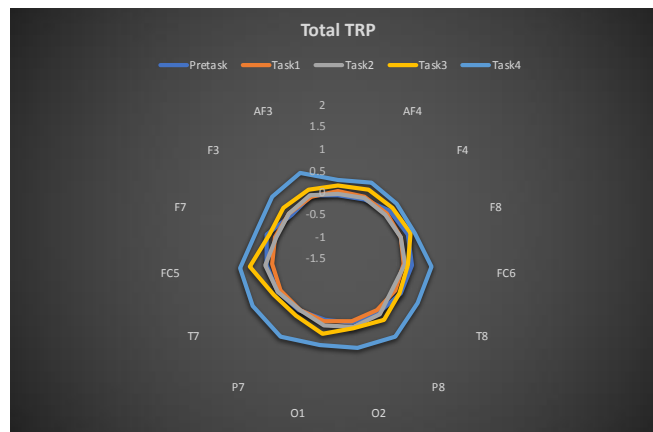 Total TRP
Pretask Task1 Task2 Task3 Task4
2
AF3 AF4
1.5
F3 1 F4
0.5
0
F7 -0.5 F8
-1
-1.5
FC5 FC6
T7 T8
P7 P8
O1 O2